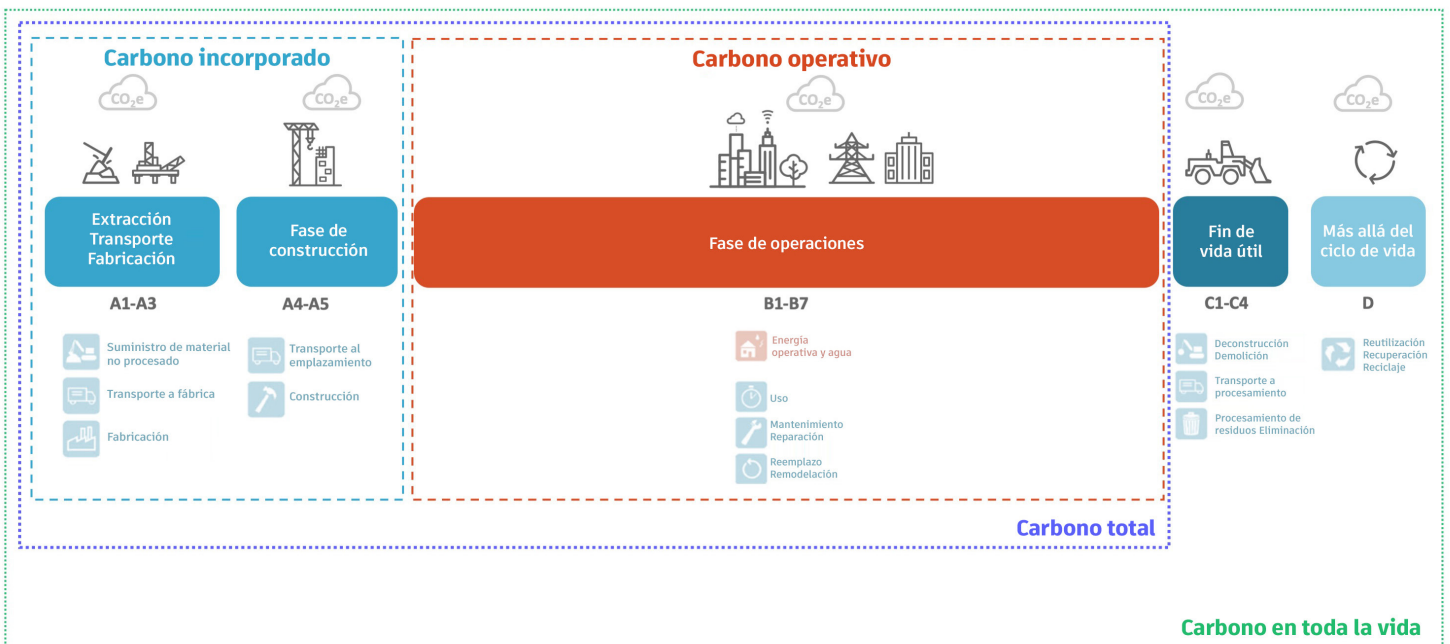 Carbono incorporado
CO₂e
CO₂e
Extracción
Transporte
Fabricación
A1-A3
Suministro de material
no procesado
Transporte a fábrica
Fabricación
Fase de
construcción
A4-A5
Transporte al
emplazamiento
Construcción
Carbono operativo
CO₂e
Fase de operaciones
B1-B7
Energía
operativa y agua
Uso
Mantenimiento
Reparación
Reemplazo
Remodelación
Carbono total
CO₂e
Fin de
vida útil
C1-C4
Deconstrucción
Demolición
Transporte a
procesamiento
Procesamiento de
residuos Eliminación
CO₂e
Más allá del
ciclo de vida
D
Reutilización
Recuperación
Reciclaje
Carbono en toda la vida